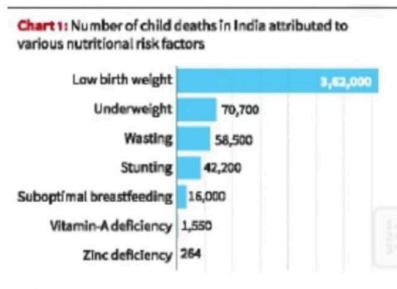 Chart 1: Number of child deaths in India attributed to
various nutritional risk factors
Low birth weight 3,62,000
Underweight 70,700
Wasting 58,500
Stunting 42,200
Suboptimal breastfeeding 16,000
Vitamin-A deficiency 1,550
Zinc deficiency 264